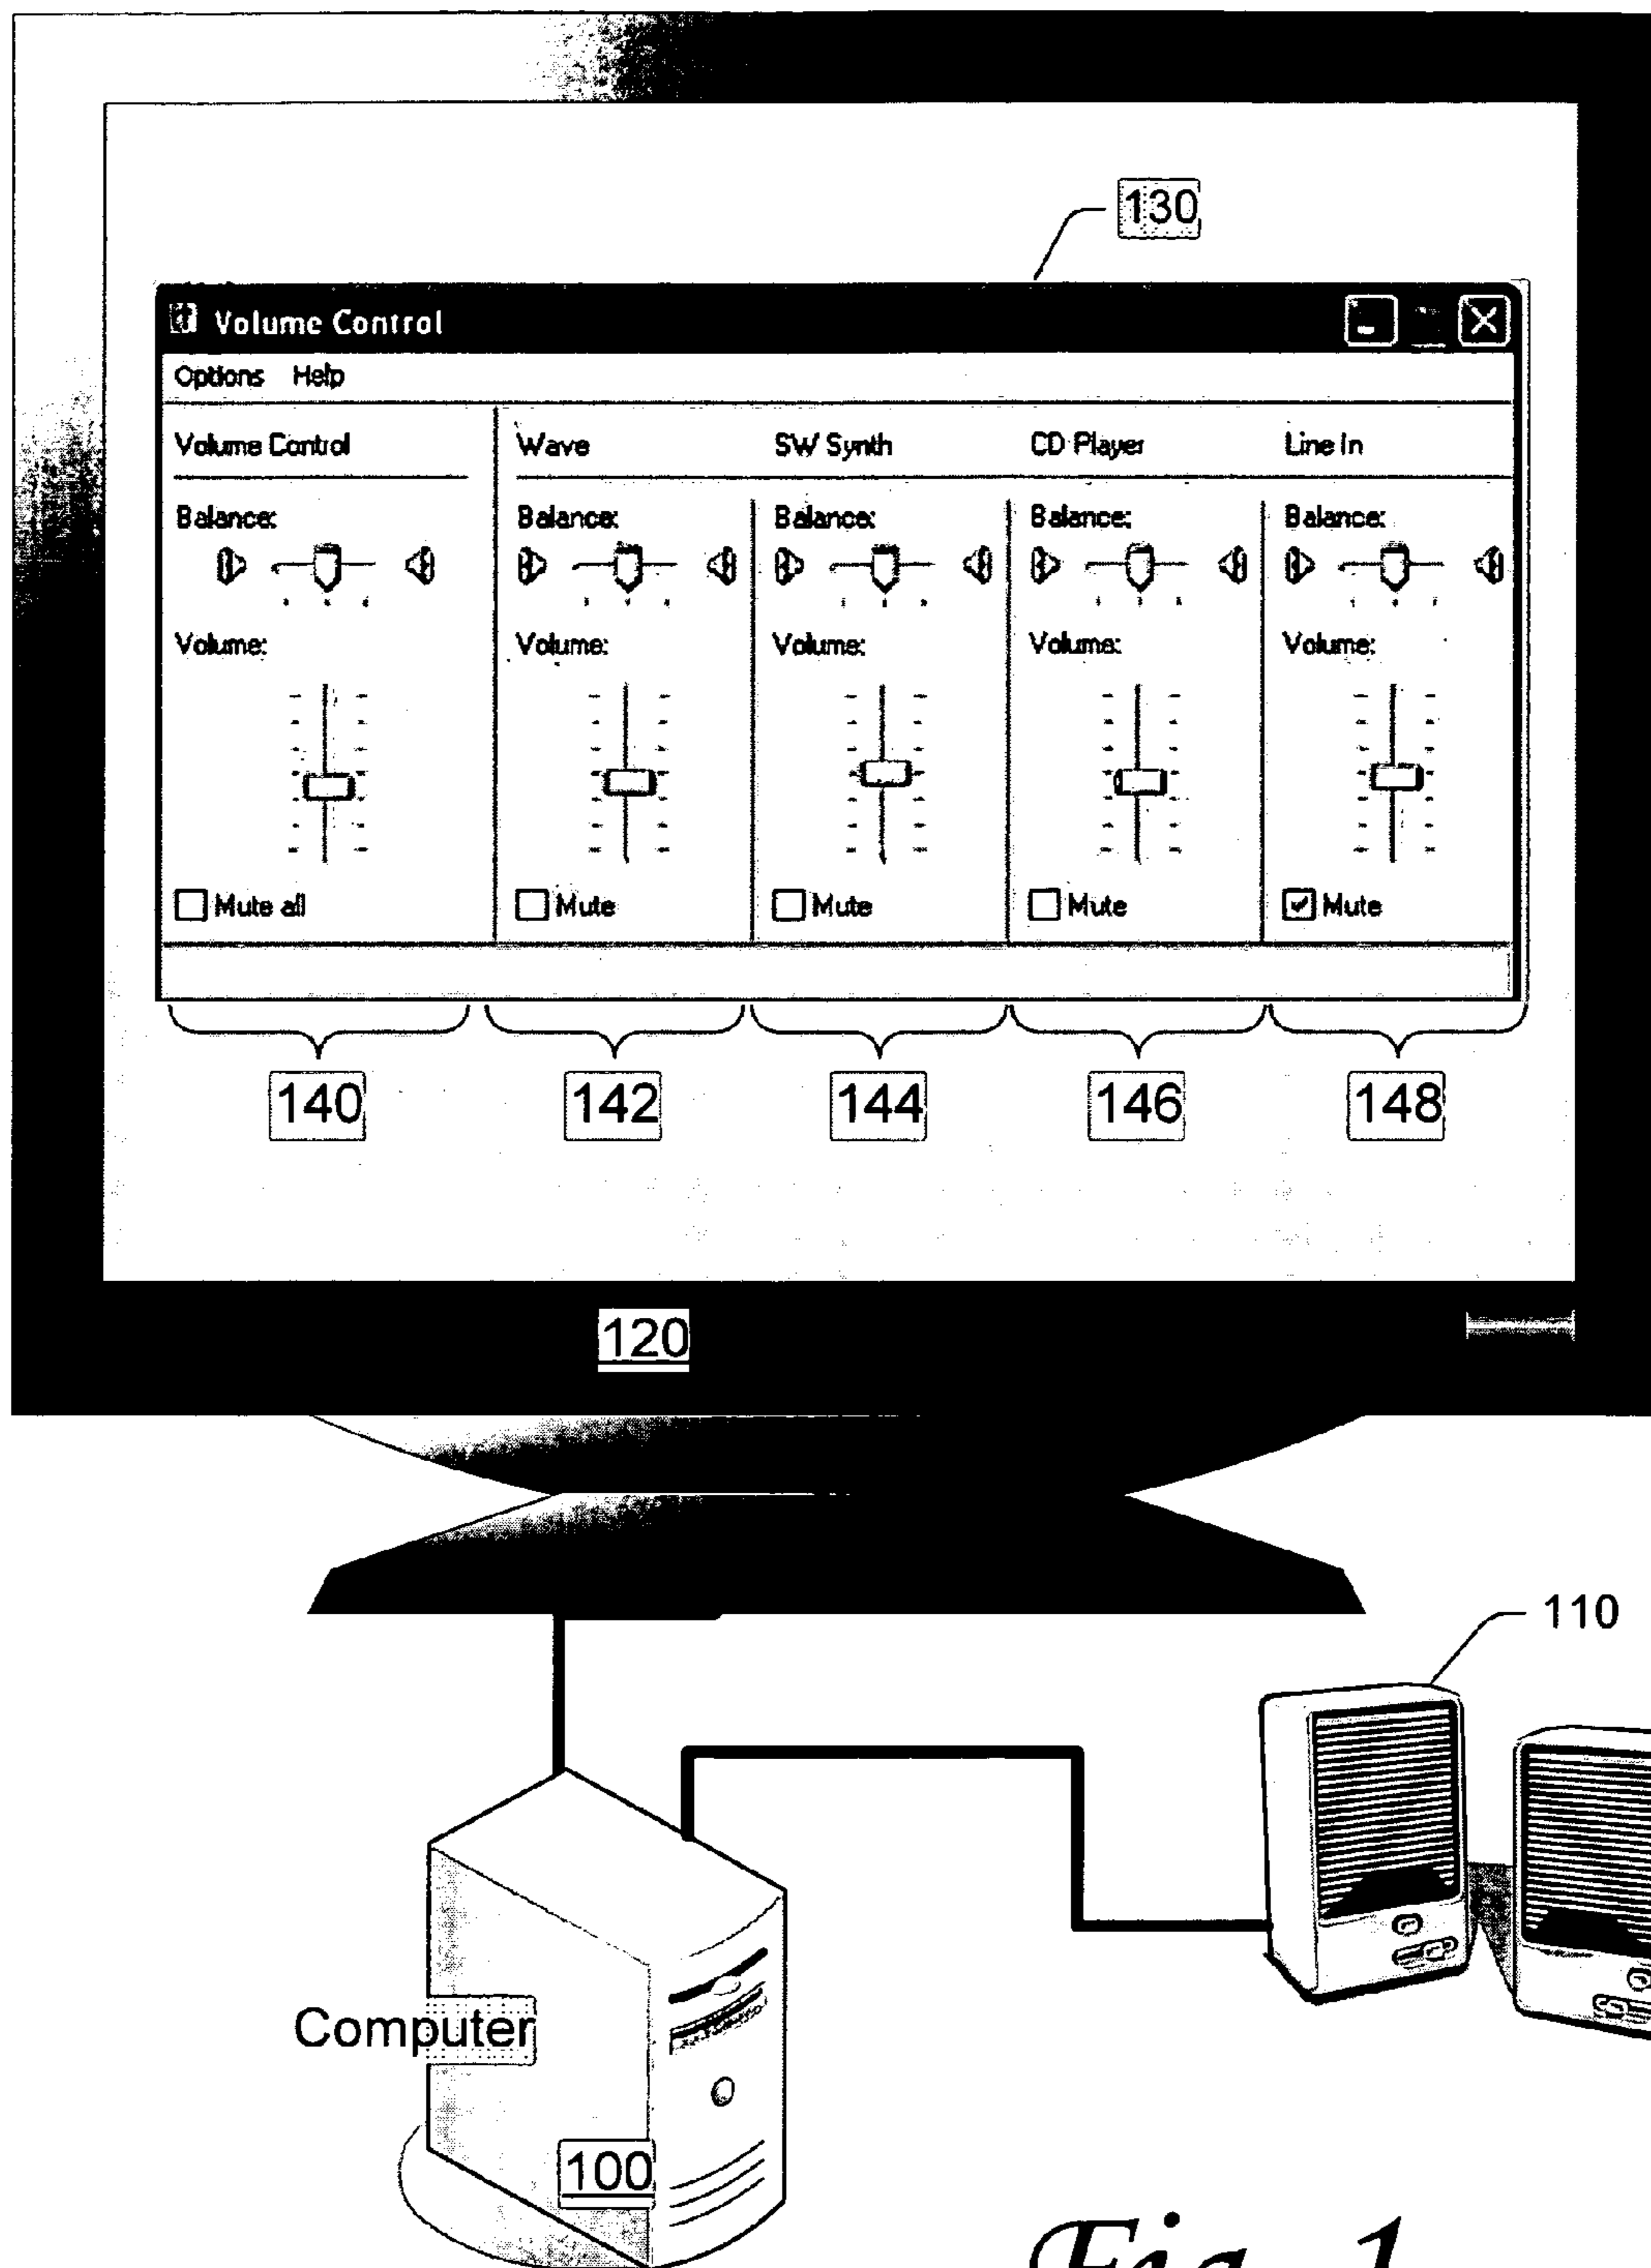 130
Volume Control
Options Help
Volume Control Wave SW Synth CD Player Line In
Balance: Balance: Balance: Balance: Balance:
Volume: Volume: Volume: Volume: Volume:
Mute all Mute Mute Mute Mute
140 142 144 146 148
120
110
Computer
100
Fig. 1